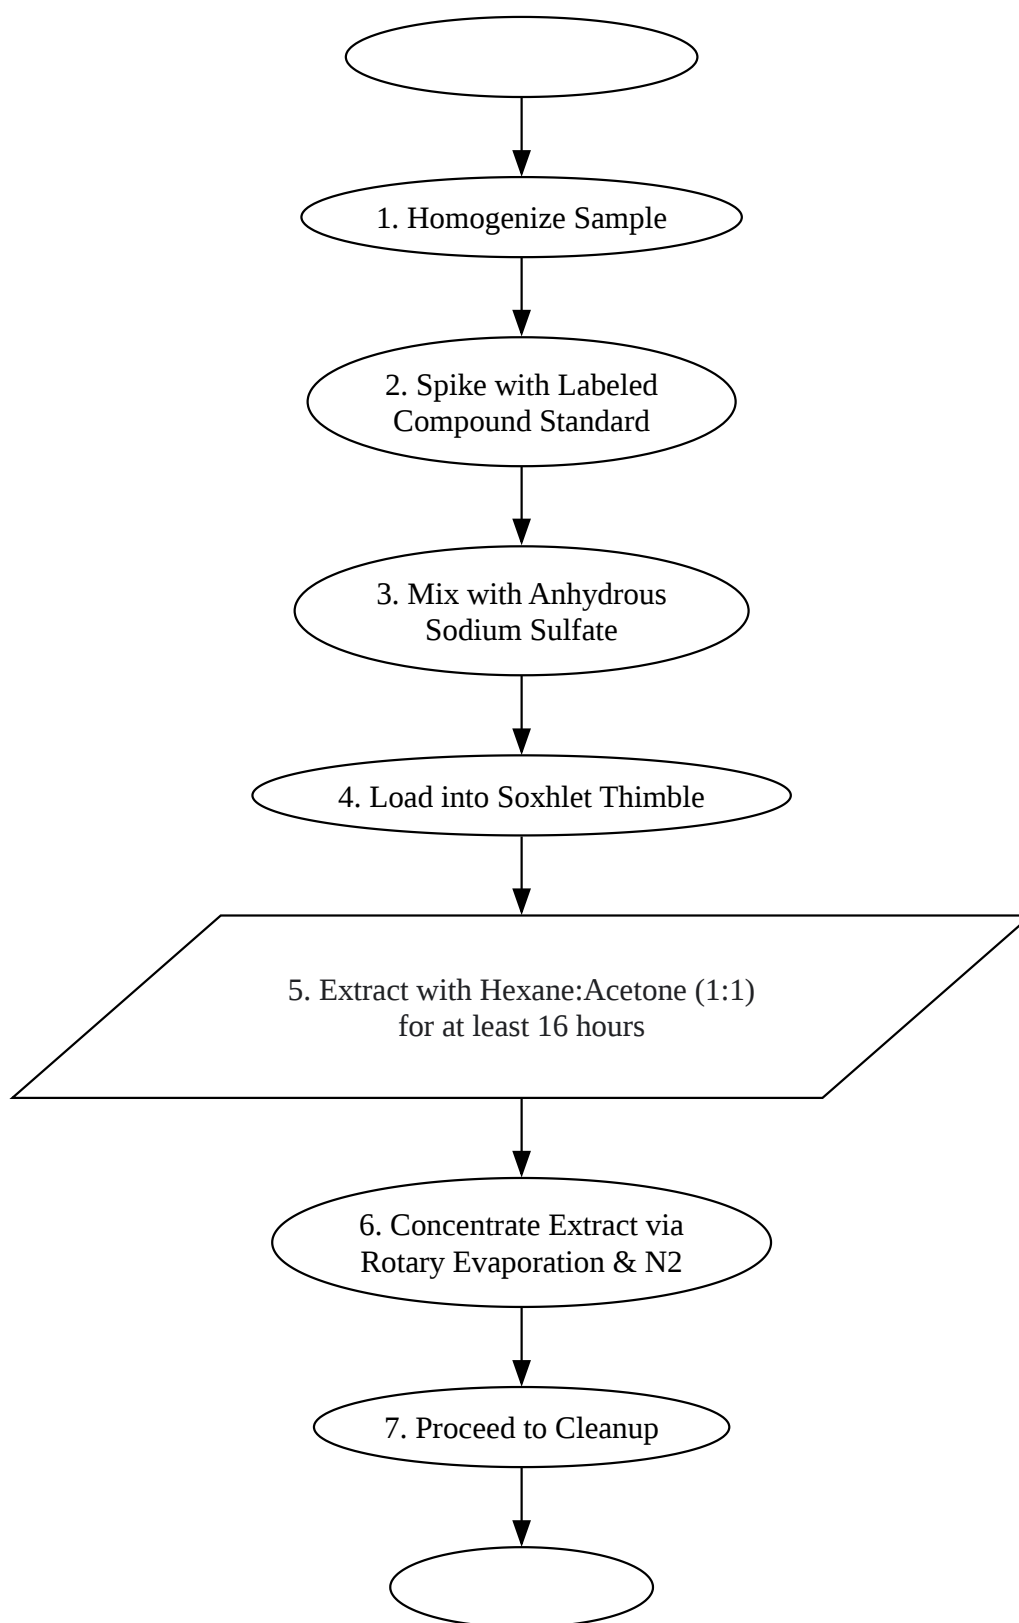 1. Homogenize Sample
2. Spike with Labeled
Compound Standard
3. Mix with Anhydrous
Sodium Sulfate
4. Load into Soxhlet Thimble
5. Extract with Hexane:Acetone (1:1)
for at least 16 hours
6. Concentrate Extract via
Rotary Evaporation & N2
7. Proceed to Cleanup